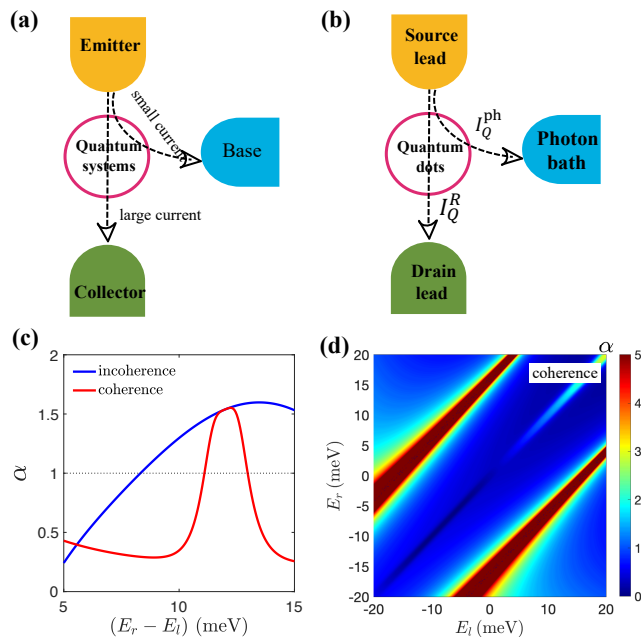 (a)
Emitter
small current
Quantum
systems
Base
large current
Collector
(b)
Source
lead
I_Q^ph
Quantum
dots
Photon
bath
I_Q^R
Drain
lead
(c)
2
1.5
1
0.5
0
α
incoherence
coherence
5
10
15
(E_r − E_l) (meV)
(d)
α
coherence
20
15
10
5
0
-5
-10
-15
-20
E_r (meV)
-20
-10
0
10
20
E_l (meV)
5
4
3
2
1
0